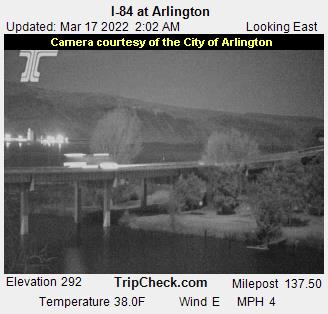 I-84 at Arlington
Updated: Mar 17 2022 2:02 AM Looking East
Camera courtesy of the City of Arlington
Elevation 292 TripCheck.com Milepost 137.50
Temperature 38.0F Wind E MPH 4